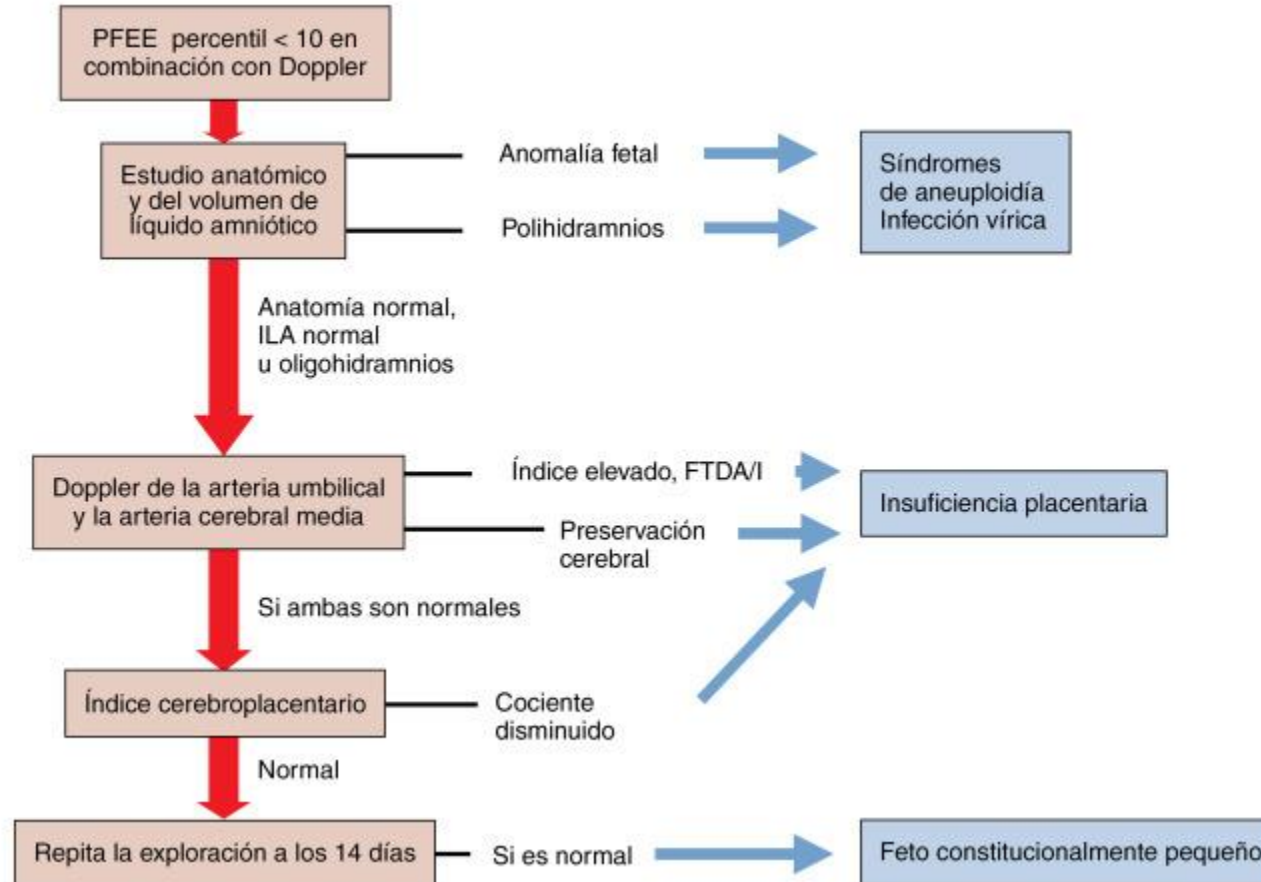 PFEE percentil < 10 en
combinación con Doppler
Estudio anatómico
y del volumen de
líquido amniótico
Anomalía fetal
Polihidramnios
Síndromes
de aneuploidía
Infección vírica
Anatomía normal,
ILA normal
u oligohidramnios
Doppler de la arteria umbilical
y la arteria cerebral media
Índice elevado, FTDA/I
Preservación
cerebral
Insuficiencia placentaria
Si ambas son normales
Índice cerebroplacentario
Cociente
disminuido
Normal
Repita la exploración a los 14 días
Si es normal
Feto constitucionalmente pequeño